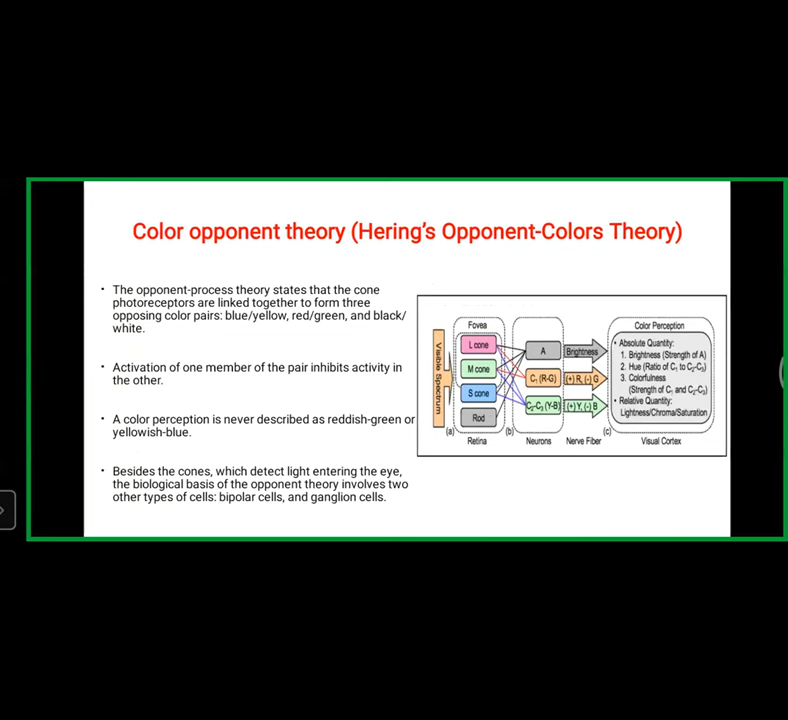 Color opponent theory (Hering's Opponent-Colors Theory)
• The opponent-process theory states that the cone
photoreceptors are linked together to form three
opposing color pairs: blue/yellow, red/green, and black/
white.
• Activation of one member of the pair inhibits activity in
the other.
• A color perception is never described as reddish-green or
yellowish-blue.
• Besides the cones, which detect light entering the eye,
the biological basis of the opponent theory involves two
other types of cells: bipolar cells, and ganglion cells.
Visible Spectrum
Fovea
L cone
M cone
S cone
Rod
(a)
Retina
(b)
A
C₁ (R-G)
C₂-C₃ (Y-B)
Neurons
Brightness
(+) R, (-) G
(+) Y, (-) B
Nerve Fiber
(c)
Color Perception
• Absolute Quantity:
1. Brightness (Strength of A)
2. Hue (Ratio of C₁ to C₂-C₃)
3. Colorfulness
(Strength of C₁ and C₂-C₃)
• Relative Quantity:
Lightness/Chroma/Saturation
Visual Cortex